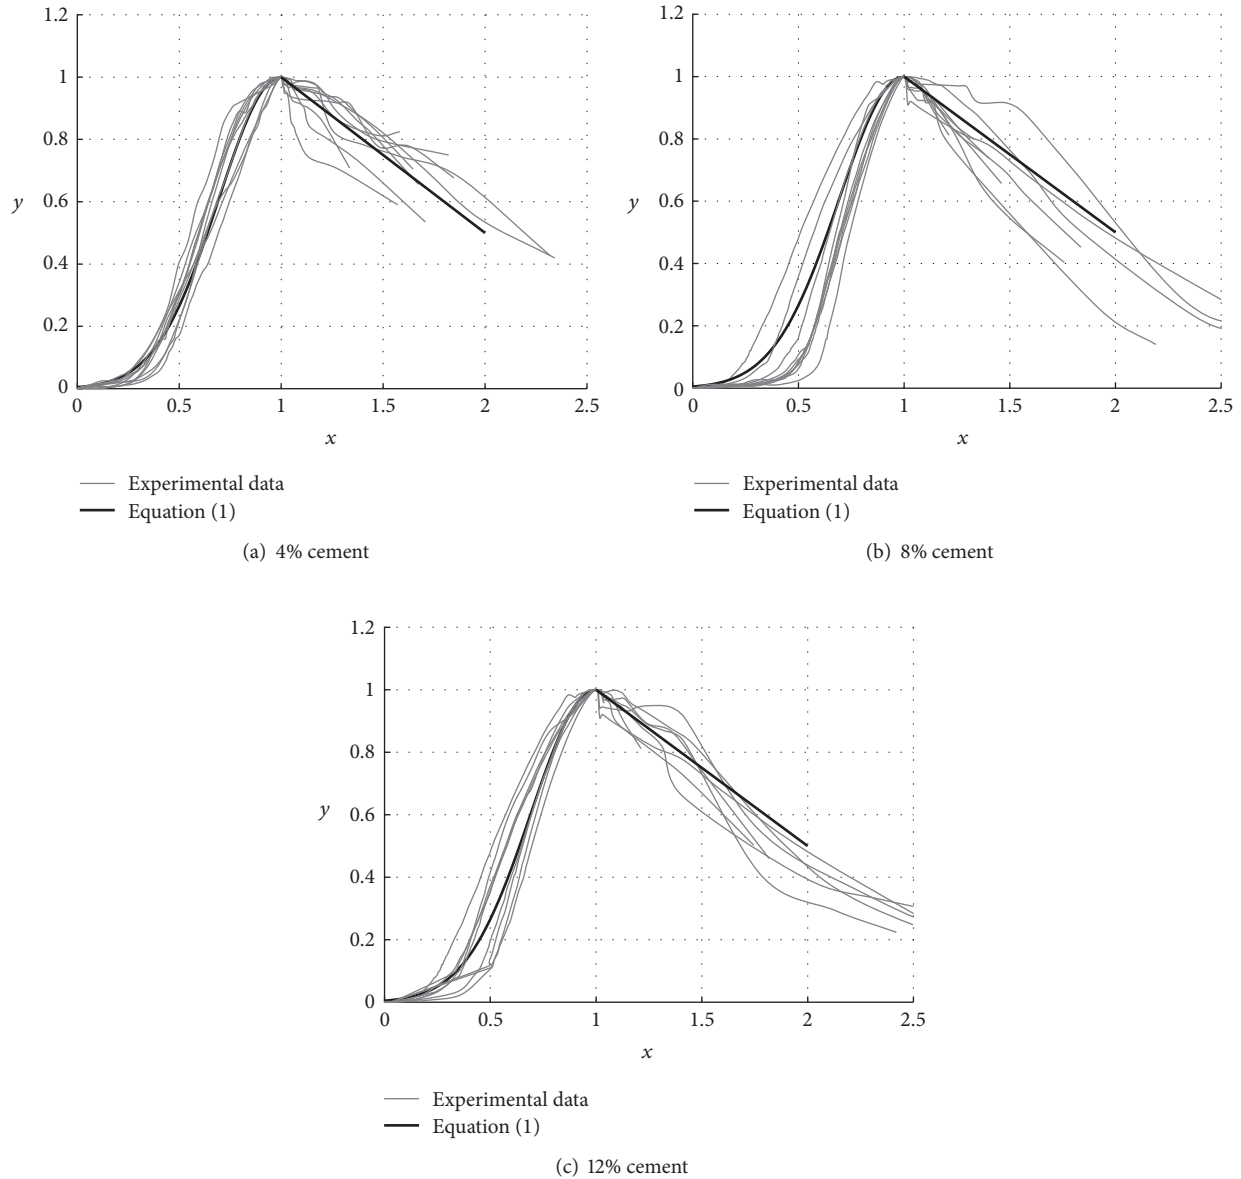 1.2
1
0.8
0.6
y
0.4
0.2
0
0 0.5 1 1.5 2 2.5
x
Experimental data
Equation (1)
(a) 4% cement
1.2
1
0.8
0.6
y
0.4
0.2
0
0 0.5 1 1.5 2 2.5
x
Experimental data
Equation (1)
(b) 8% cement
1.2
1
0.8
0.6
y
0.4
0.2
0
0 0.5 1 1.5 2 2.5
x
Experimental data
Equation (1)
(c) 12% cement